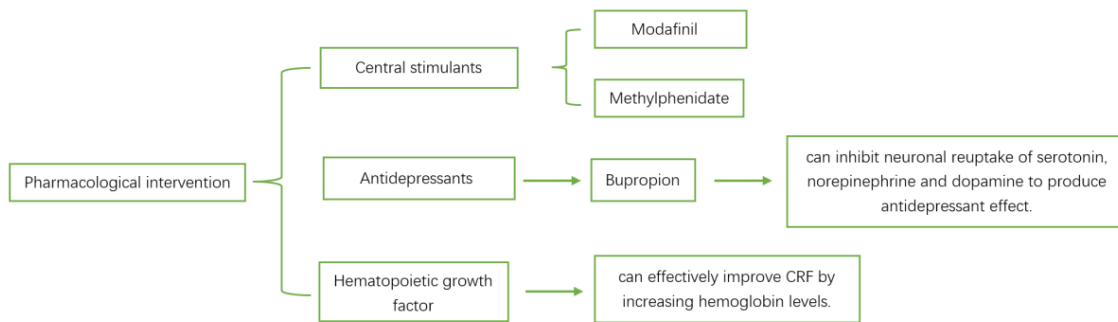 Pharmacological intervention
Central stimulants
Modafinil
Methylphenidate
Antidepressants
Bupropion
can inhibit neuronal reuptake of serotonin,
norepinephrine and dopamine to produce
antidepressant effect.
Hematopoietic growth
factor
can effectively improve CRF by
increasing hemoglobin levels.